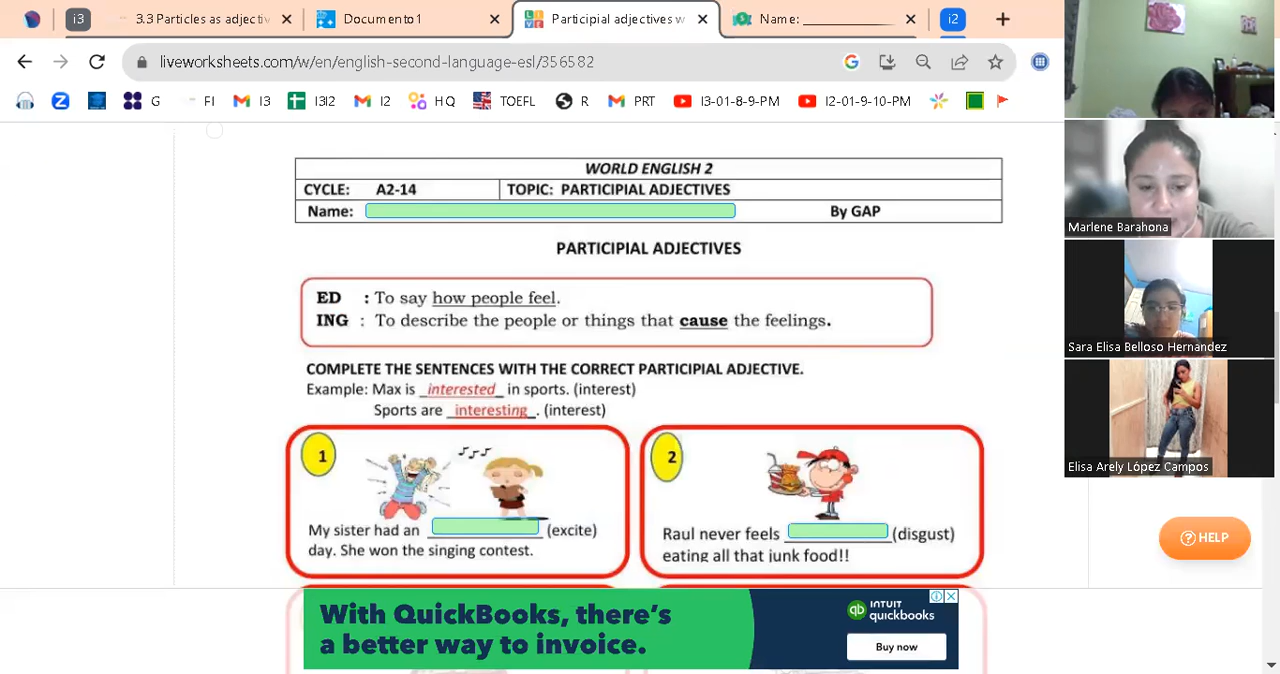 i3
3.3 Particles as adjecti
Documento1
Participial adjectives w
Name: ____________
i2
liveworksheets.com/w/en/english-second-language-esl/356582
G
FI
I3
I3I2
I2
HQ
TOEFL
R
PRT
I3-01-8-9-PM
I2-01-9-10-PM
WORLD ENGLISH 2
CYCLE: A2-14
TOPIC: PARTICIPIAL ADJECTIVES
Name:
By GAP
PARTICIPIAL ADJECTIVES
ED : To say how people feel.
ING : To describe the people or things that cause the feelings.
COMPLETE THE SENTENCES WITH THE CORRECT PARTICIPIAL ADJECTIVE.
Example: Max is _interested_ in sports. (interest)
Sports are _interesting_. (interest)
1
My sister had an ____________ (excite)
day. She won the singing contest.
2
Raul never feels ____________ (disgust)
eating all that junk food!!
With QuickBooks, there's
a better way to invoice.
INTUIT
quickbooks
Buy now
Marlene Barahona
Sara Elisa Belloso Hernandez
Elisa Arely López Campos
HELP